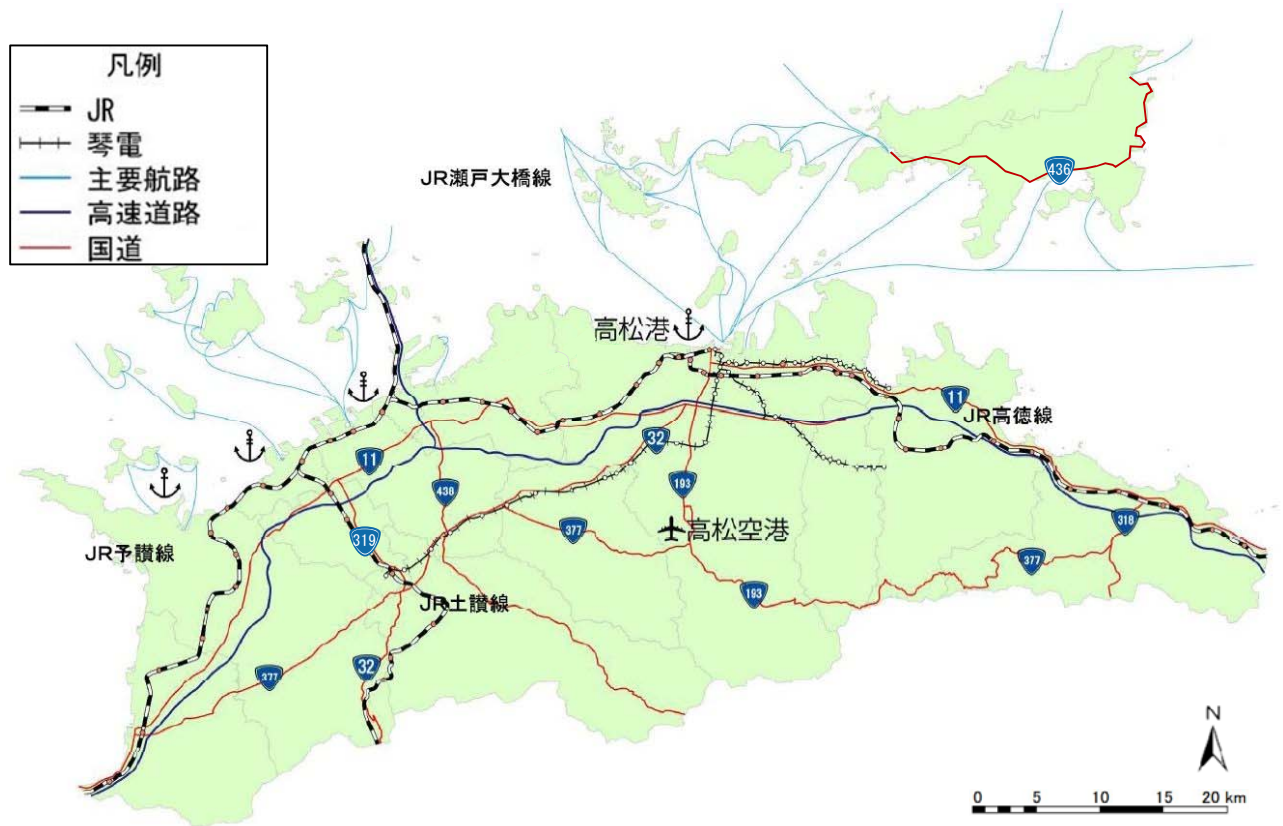 凡例
JR
琴電
主要航路
高速道路
国道
436
JR瀬戸大橋線
高松港
11
JR高徳線
32
11
438
193
377
高松空港
318
319
JR予讃線
377
193
JR土讃線
32
377
N
0 5 10 15 20 km